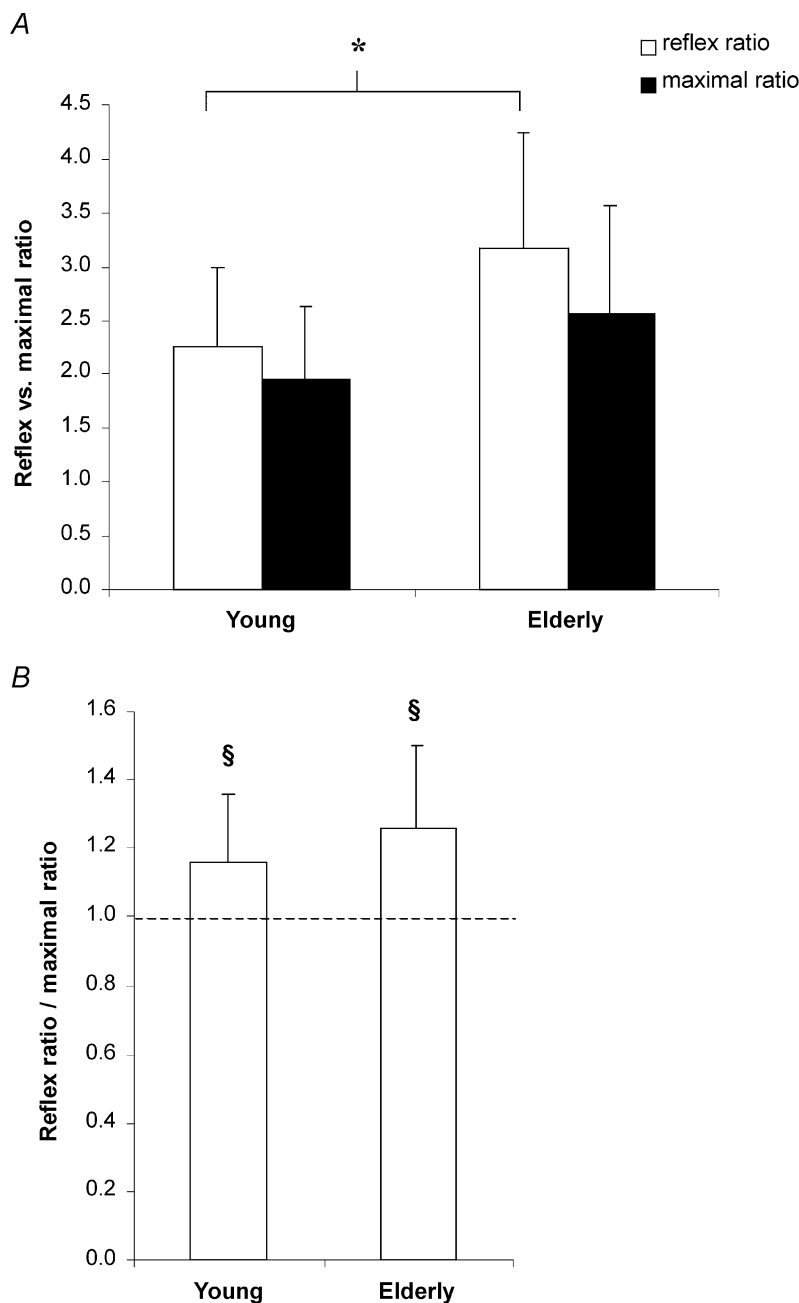 A
*
reflex ratio
maximal ratio
Reflex vs. maximal ratio
4.5
4.0
3.5
3.0
2.5
2.0
1.5
1.0
0.5
0.0
Young
Elderly
B
Reflex ratio / maximal ratio
1.6
1.4
1.2
1.0
0.8
0.6
0.4
0.2
0.0
§
§
Young
Elderly